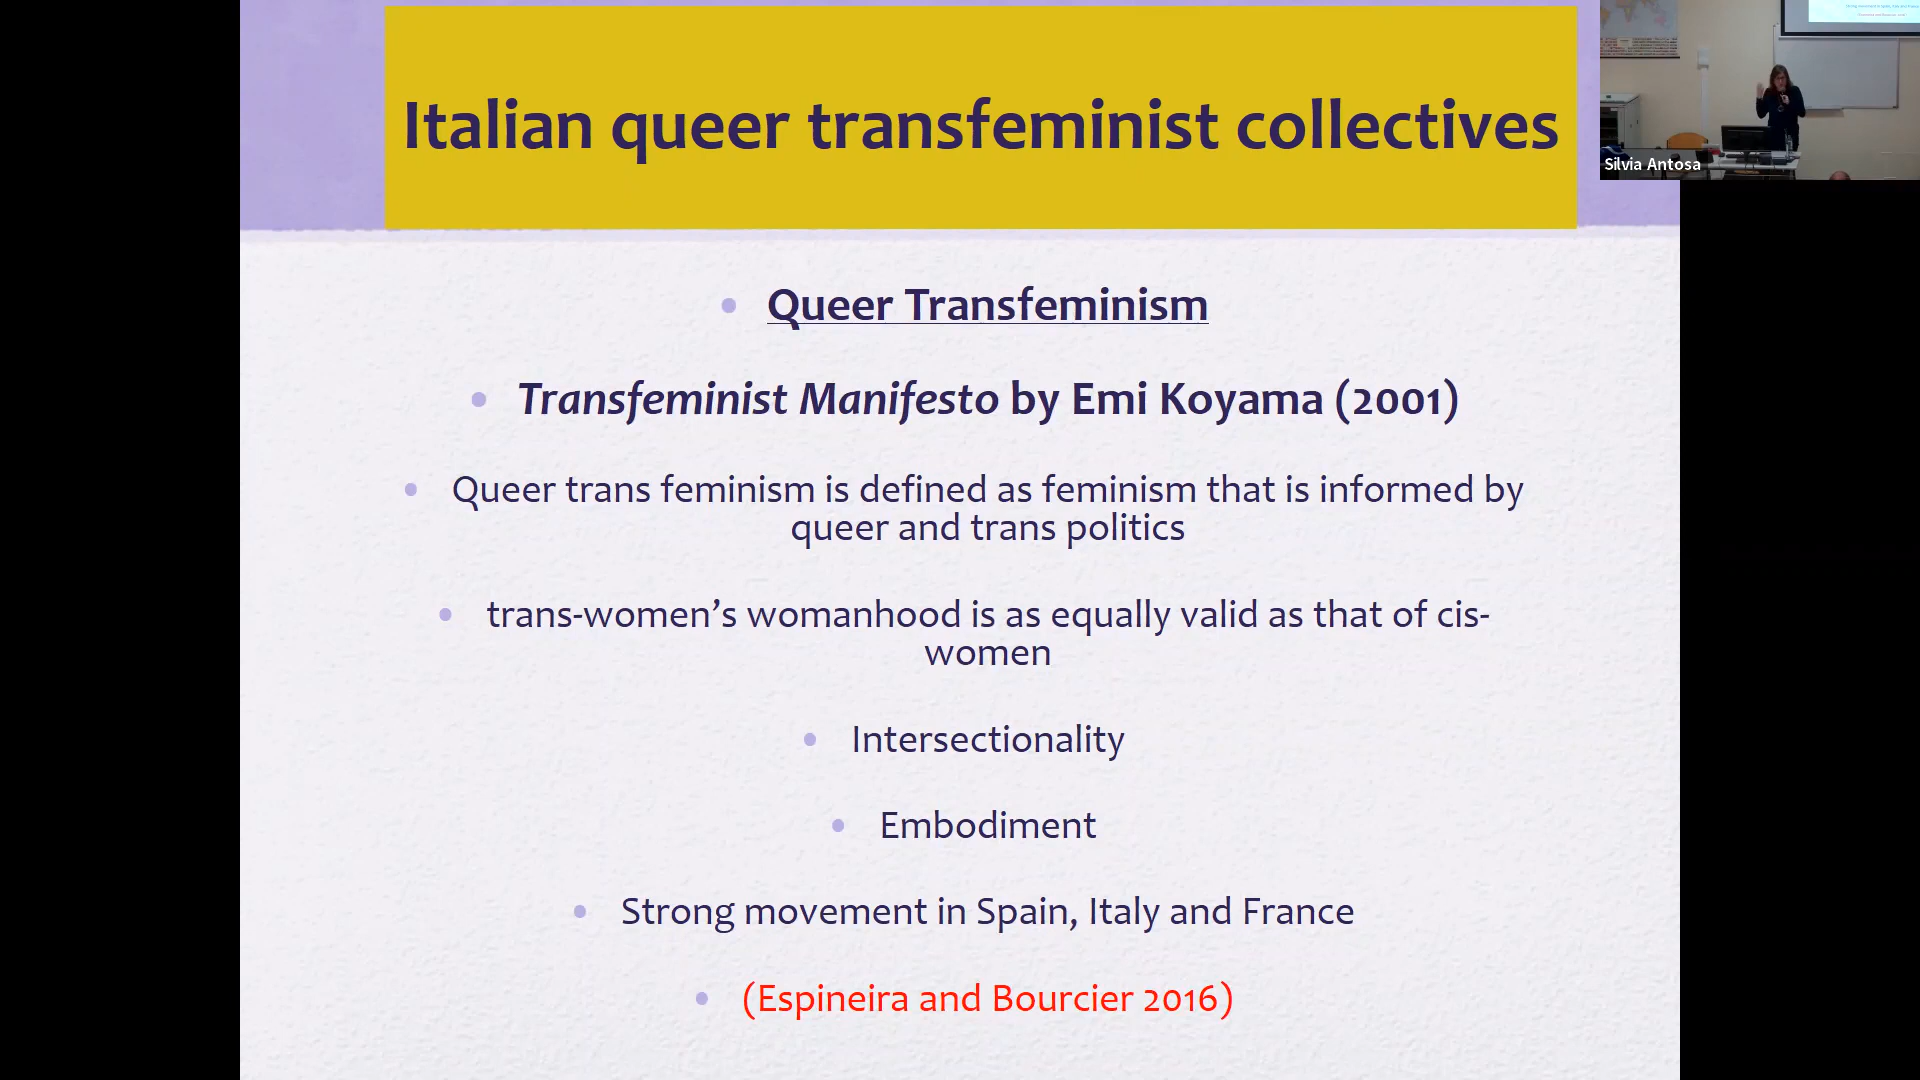 Italian queer transfeminist collectives
Silvia Antosa
• Queer Transfeminism
• Transfeminist Manifesto by Emi Koyama (2001)
• Queer trans feminism is defined as feminism that is informed by
queer and trans politics
• trans-women’s womanhood is as equally valid as that of cis-
women
• Intersectionality
• Embodiment
• Strong movement in Spain, Italy and France
• (Espineira and Bourcier 2016)